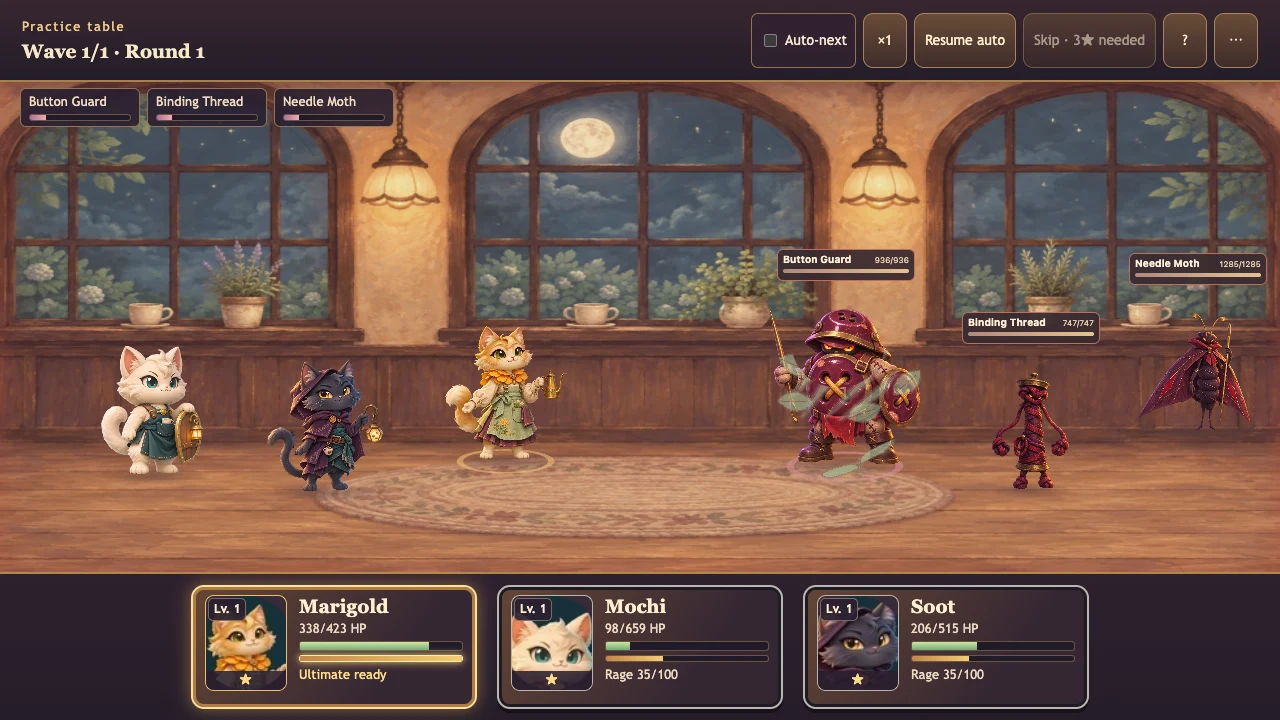 Practice table
Wave 1/1 · Round 1
Auto-next
×1
Resume auto
Skip · 3★ needed
?
···
Button Guard
Binding Thread
Needle Moth
Button Guard 936/936
Binding Thread 747/747
Needle Moth 1285/1285
Lv. 1
Marigold
338/423 HP
Ultimate ready
Lv. 1
Mochi
98/659 HP
Rage 35/100
Lv. 1
Soot
206/515 HP
Rage 35/100